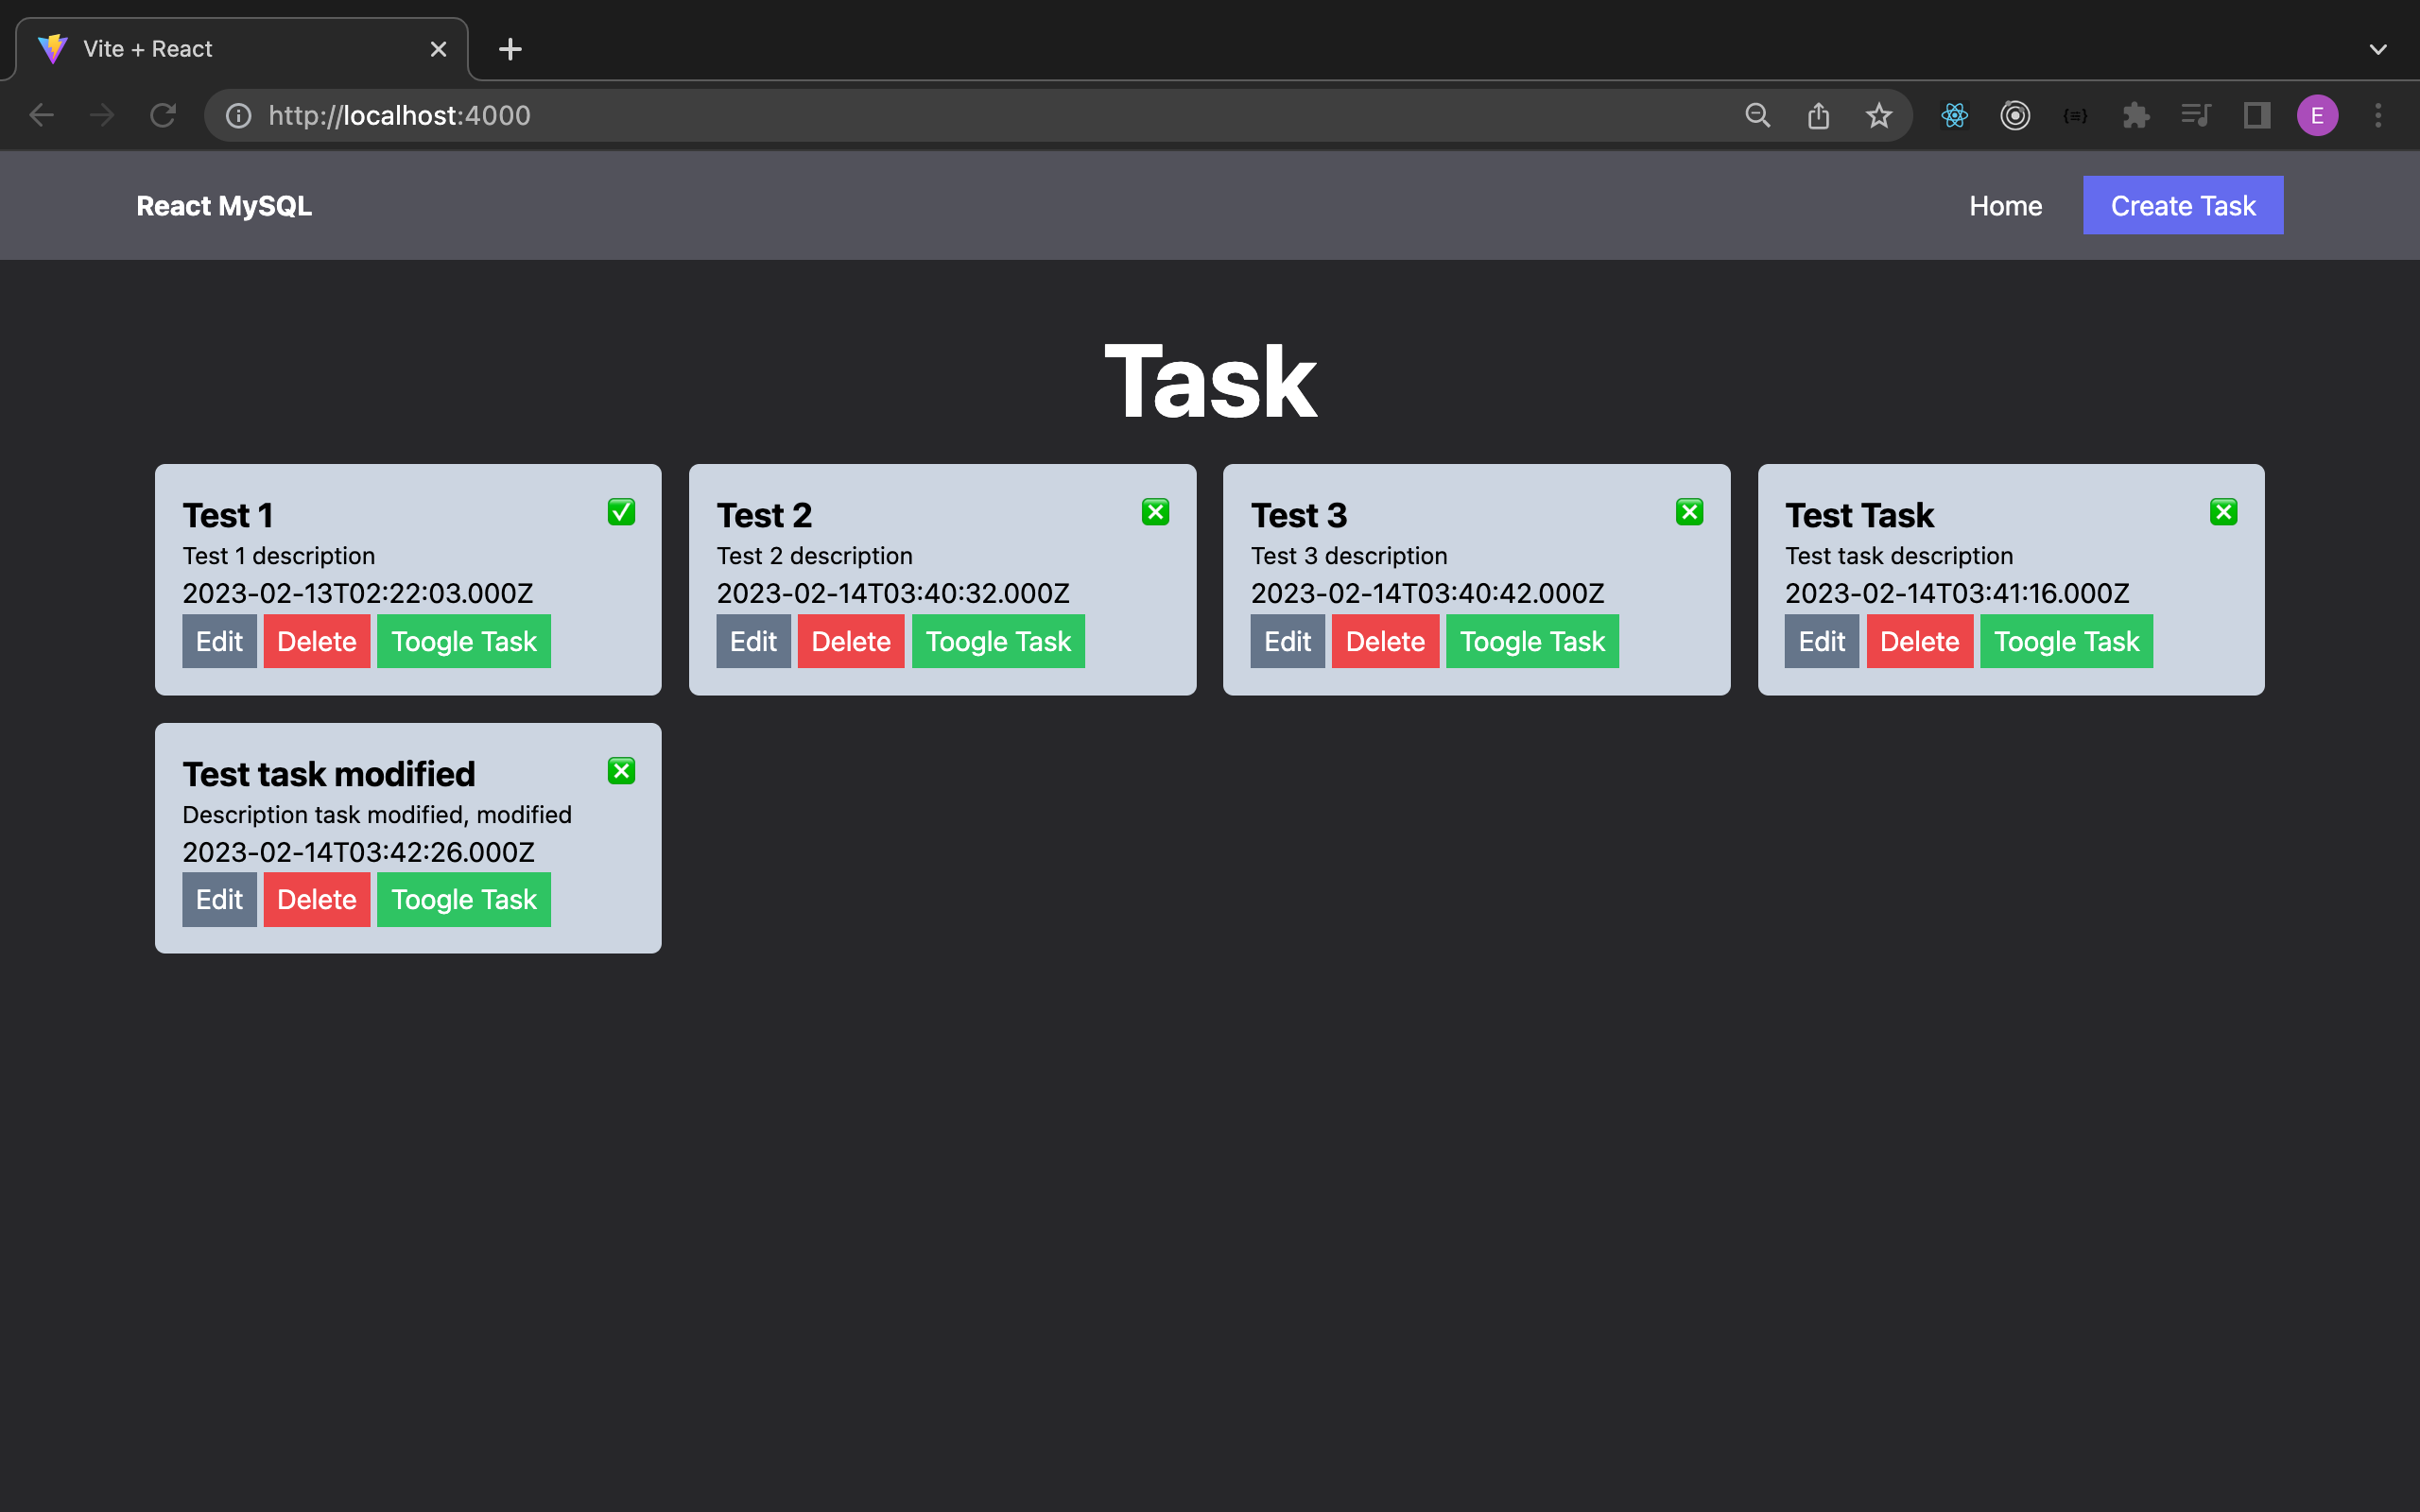 Vite + React
http://localhost:4000
E
React MySQL
Home
Create Task
Task
Test 1
Test 1 description
2023-02-13T02:22:03.000Z
Edit Delete Toogle Task
Test 2
Test 2 description
2023-02-14T03:40:32.000Z
Edit Delete Toogle Task
Test 3
Test 3 description
2023-02-14T03:40:42.000Z
Edit Delete Toogle Task
Test Task
Test task description
2023-02-14T03:41:16.000Z
Edit Delete Toogle Task
Test task modified
Description task modified, modified
2023-02-14T03:42:26.000Z
Edit Delete Toogle Task